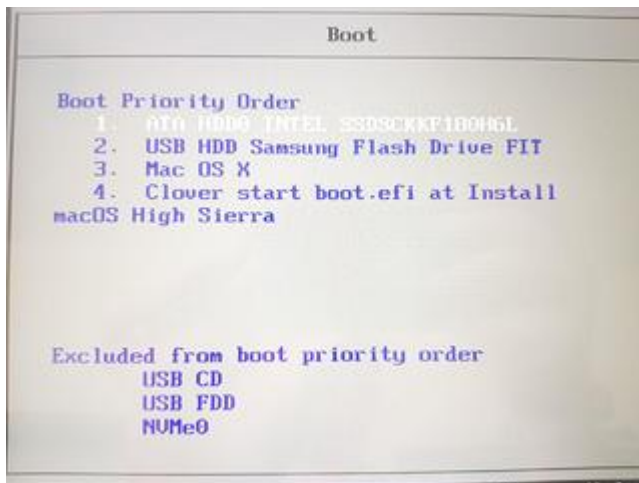 Boot
Boot Priority Order
1. ATA HDD0 INTEL
2. USB HDD Samsung Flash Drive FIT
3. Mac OS X
4. Clover start boot.efi at Install
macOS High Sierra
Excluded from boot priority order
USB CD
USB FDD
NVMe0